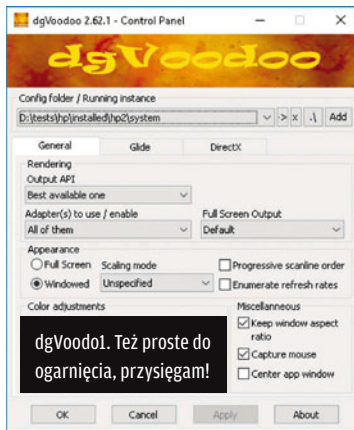 dgVoodoo 2.62.1 - Control Panel
dgVoodoo
Config folder / Running instance
D:\tests\hp\installed\hp2\system
> x .\ Add
General Glide DirectX
Rendering
Output API
Best available one
Adapter(s) to use / enable Full Screen Output
All of them Default
Appearance
Full Screen Scaling mode Progressive scanline order
Windowed Unspecified Enumerate refresh rates
Color adjustments Miscellaneous
Keep window aspect
ratio
Capture mouse
Center app window
dgVoodo1. Też proste do
ogarnięcia, przysięgam!
OK Cancel Apply About